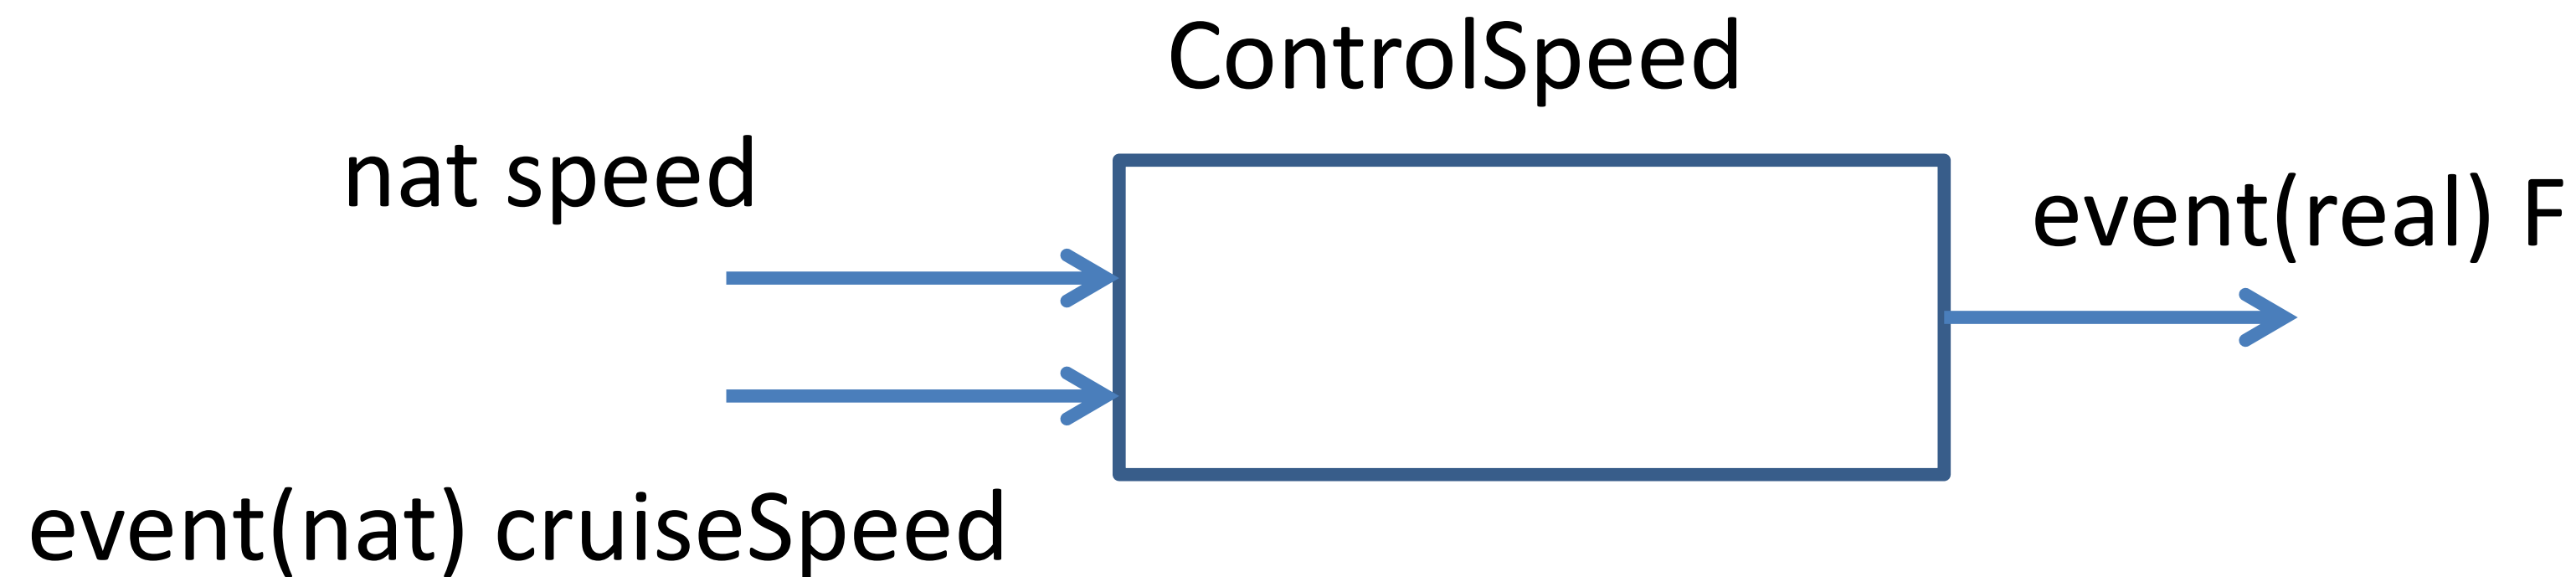 ControlSpeed
nat speed
event(real) F
event(nat) cruiseSpeed